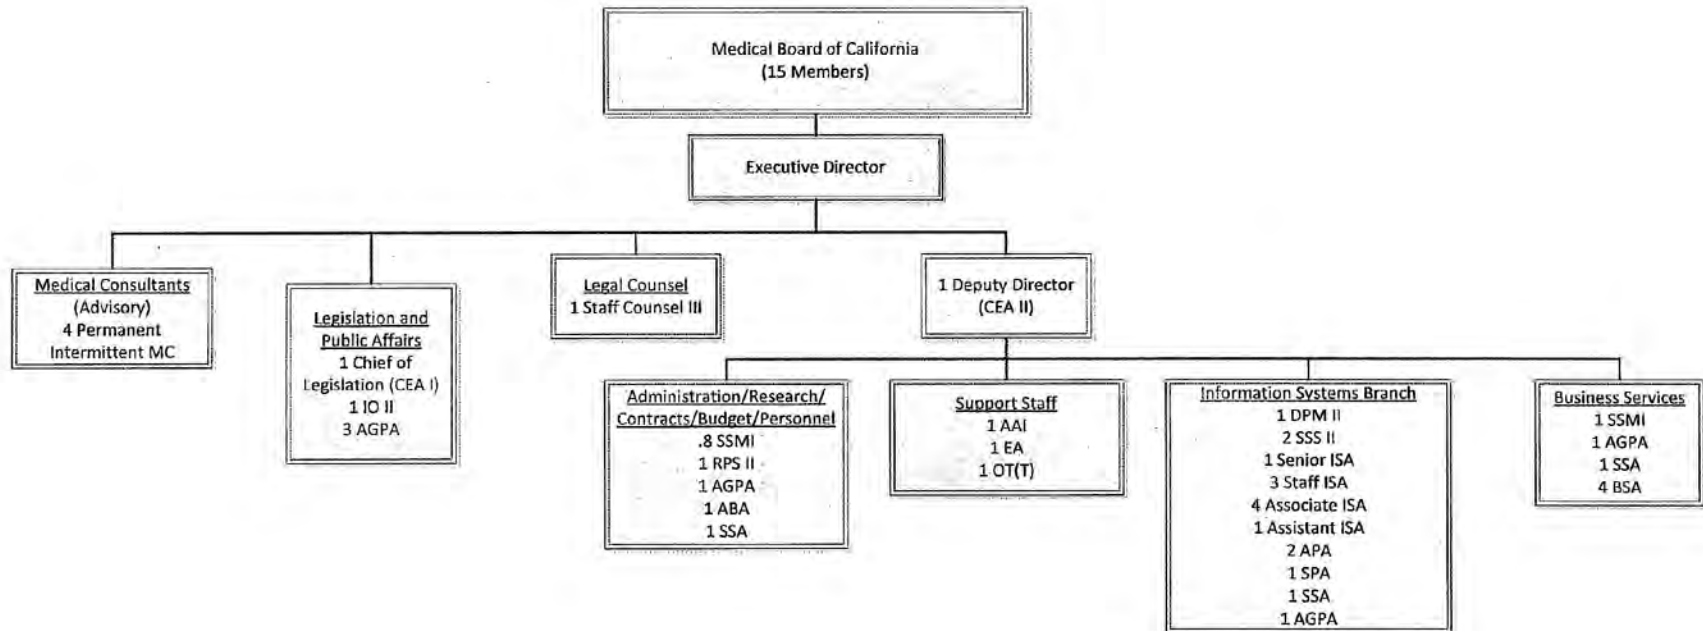 Medical Board of California
(15 Members)
Executive Director
Medical Consultants
(Advisory)
4 Permanent
Intermittent MC
Legislation and
Public Affairs
1 Chief of
Legislation (CEA I)
1 IO II
3 AGPA
Legal Counsel
1 Staff Counsel III
1 Deputy Director
(CEA II)
Administration/Research/
Contracts/Budget/Personnel
.8 SSMI
1 RPS II
1 AGPA
1 ABA
1 SSA
Support Staff
1 AAI
1 EA
1 OT(T)
Information Systems Branch
1 DPM II
2 SSS II
1 Senior ISA
3 Staff ISA
4 Associate ISA
1 Assistant ISA
2 APA
1 SPA
1 SSA
1 AGPA
Business Services
1 SSMI
1 AGPA
1 SSA
4 BSA